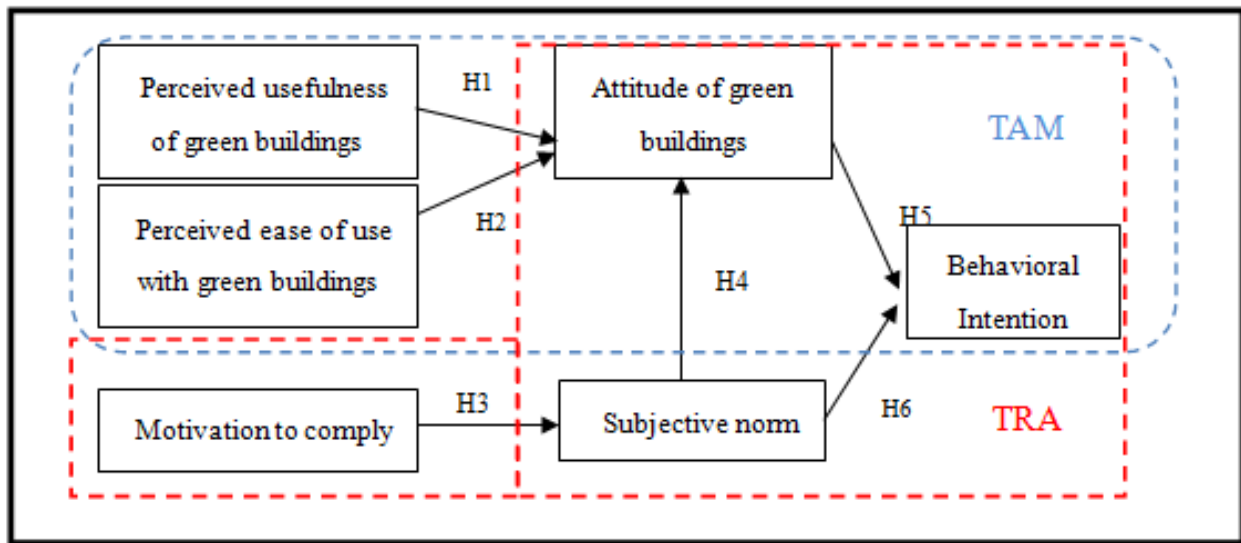 Perceived usefulness
of green buildings
H1
Attitude of green
buildings
TAM
Perceived ease of use
with green buildings
H2
H5
H4
Behavioral
Intention
Motivation to comply
H3
Subjective norm
H6
TRA